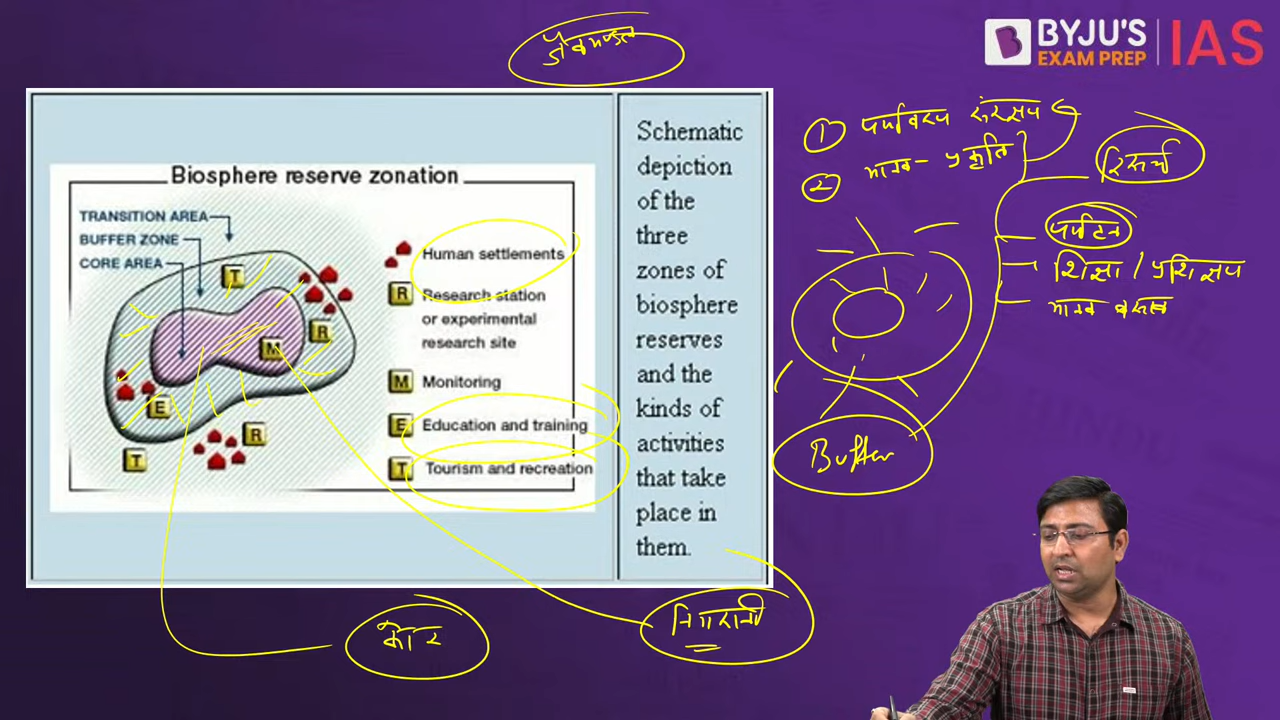 जैवमण्डल
BYJU'S
EXAM PREP
IAS
Biosphere reserve zonation
TRANSITION AREA
BUFFER ZONE
CORE AREA
T
R
M
E
R
T
Human settlements
R Research station
or experimental
research site
M Monitoring
E Education and training
T Tourism and recreation
Schematic
depiction
of the
three
zones of
biosphere
reserves
and the
kinds of
activities
that take
place in
them.
① पर्यावरण संरक्षण
② मानव - प्रकृति
रिसर्च
पर्यटन
शिक्षा / प्रशिक्षण
मानव
Buffer
कोर
निगरानी